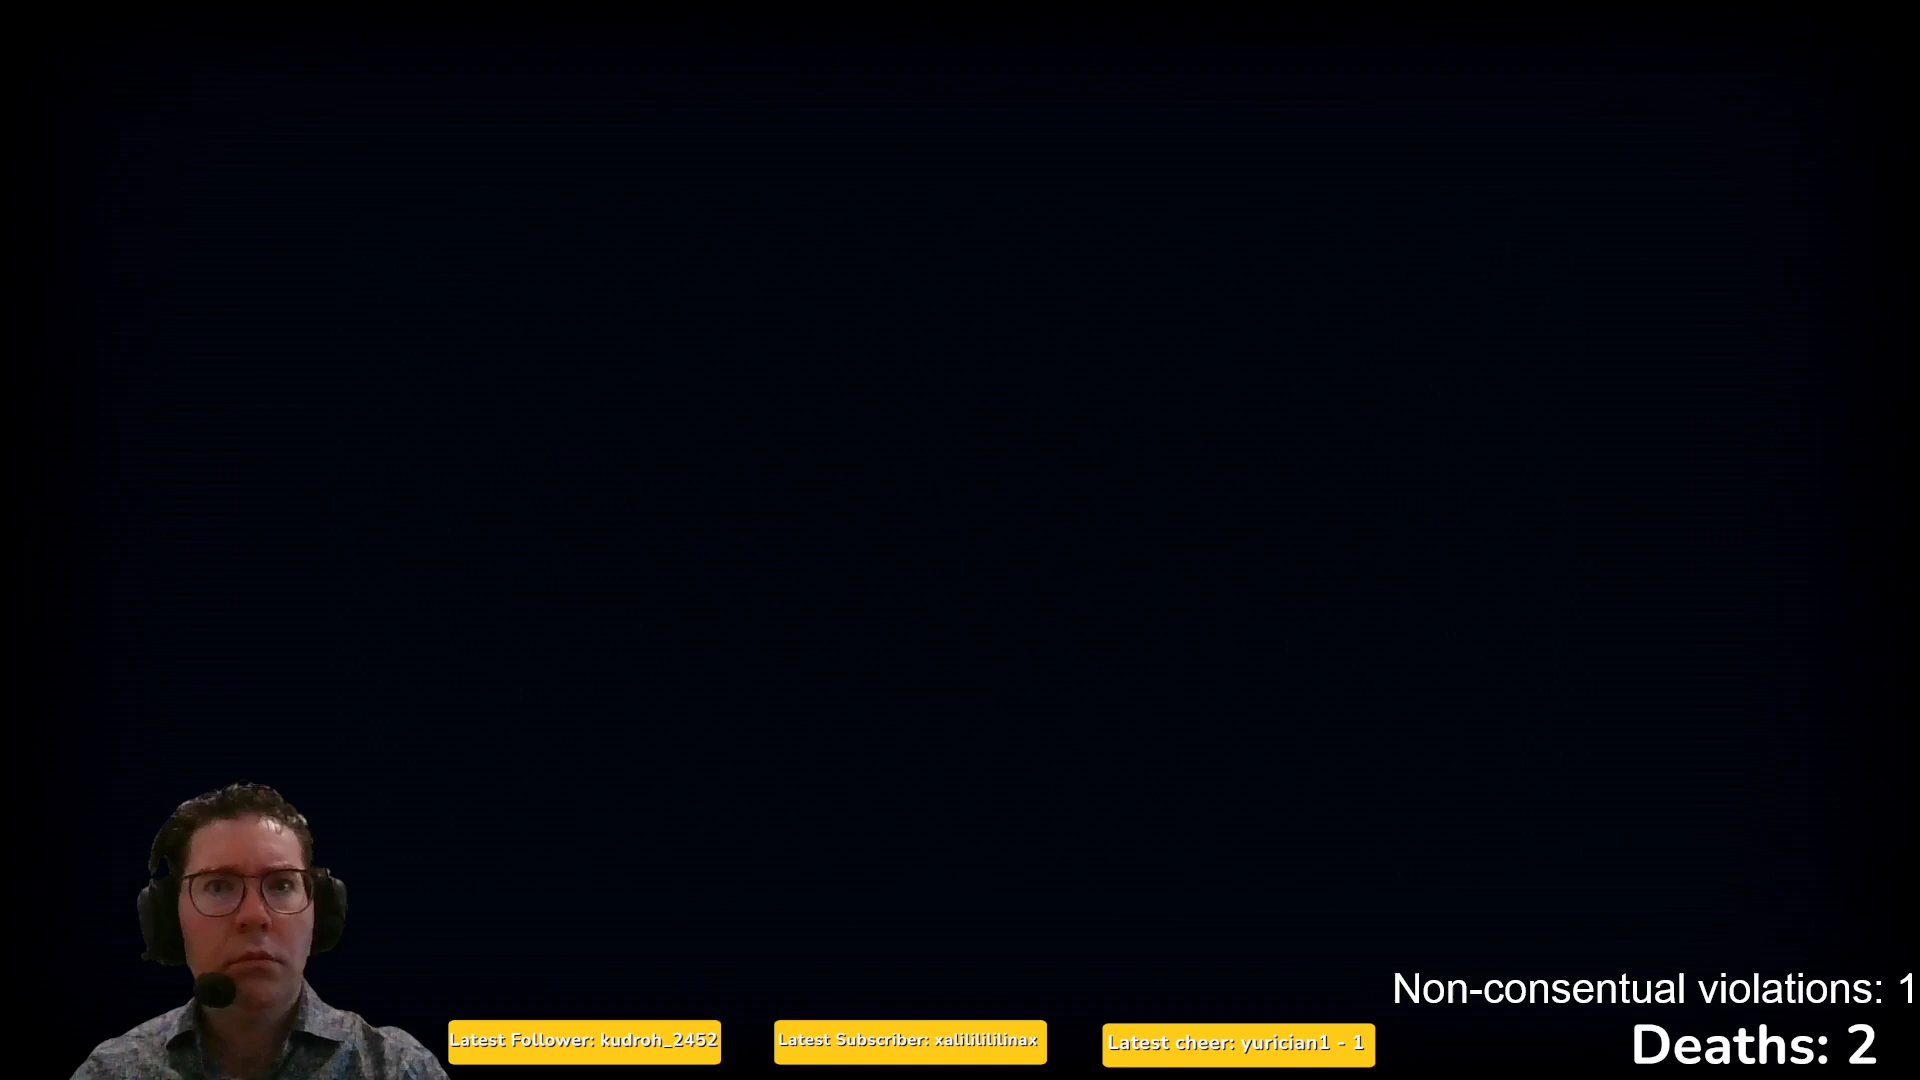 Non-consentual violations: 1
Deaths: 2
Latest Follower: kudroh_2452
Latest Subscriber: xalilililinax
Latest cheer: yurician1 - 1